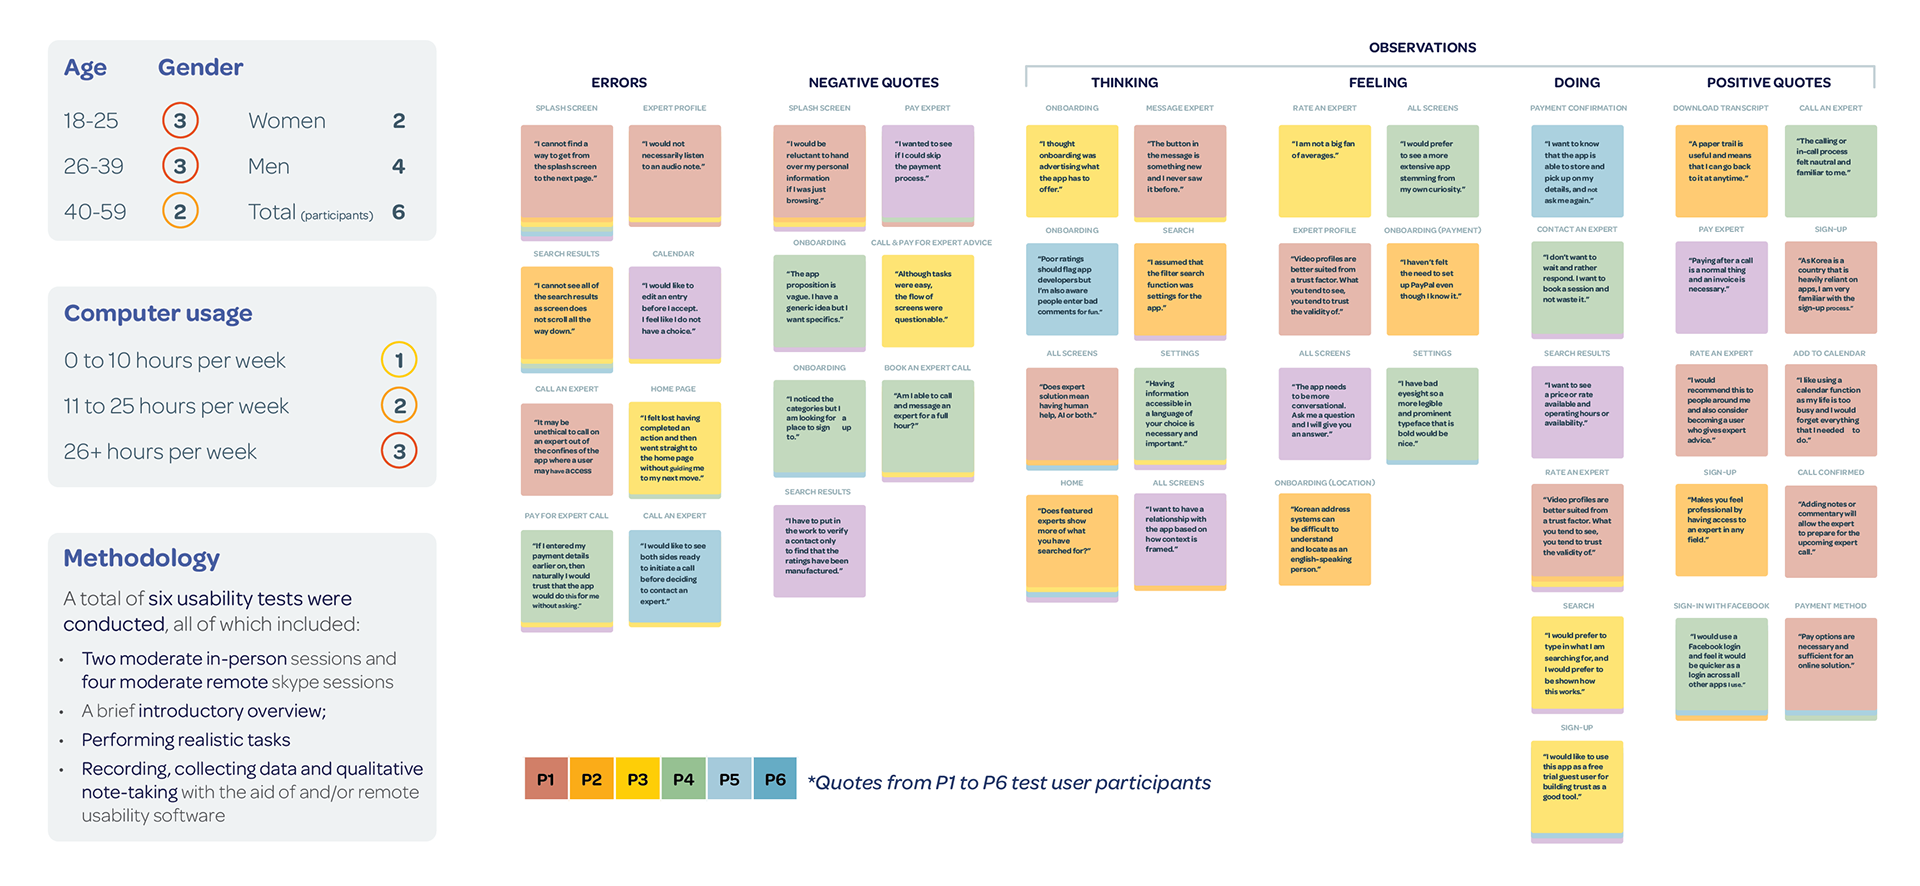 Age Gender
18-25 3 Women 2
26-39 3 Men 4
40-59 2 Total (participants) 6
Computer usage
0 to 10 hours per week 1
11 to 25 hours per week 2
26+ hours per week 3
Methodology
A total of six usability tests were
conducted, all of which included:
• Two moderate in-person sessions and
four moderate remote skype sessions
• A brief introductory overview;
• Performing realistic tasks
• Recording, collecting data and qualitative
note-taking with the aid of and/or remote
usability software
ERRORS
SPLASH SCREEN
"I cannot find a
way to get from
the splash screen
to the next page."
EXPERT PROFILE
"I would not
necessarily listen
to an audio note."
SEARCH RESULTS
"I cannot see all of
the search results
as screen does
not scroll all the
way down."
CALENDAR
"I would like to
edit an entry
before I accept.
I feel like I do not
have a choice."
CALL AN EXPERT
"It may be
unethical to call on
an expert out of
the confines of the
app where a user
may have access
HOME PAGE
"I felt lost having
completed an
action and then
went straight to
the home page
without guiding me
to my next move."
PAY FOR EXPERT CALL
"If I entered my
payment details
earlier on, then
naturally I would
trust that the app
would do this for me
without asking."
CALL AN EXPERT
"I would like to see
both sides ready
to initiate a call
before deciding
to contact an
expert."
NEGATIVE QUOTES
SPLASH SCREEN
"I would be
reluctant to hand
over my personal
information
if I was just
browsing."
PAY EXPERT
"I wanted to see
if I could skip
the payment
process."
ONBOARDING
"The app
proposition is
vague. I have a
generic idea but I
want specifics."
CALL & PAY FOR EXPERT ADVICE
"Although tasks
were easy,
the flow of
screens were
questionable."
ONBOARDING
"I noticed the
categories but I
am looking for a
place to sign up
to."
BOOK AN EXPERT CALL
"Am I able to call
and message an
expert for a full
hour?"
SEARCH RESULTS
"I have to put in
the work to verify
a contact only
to find that the
ratings have been
manufactured."
OBSERVATIONS
THINKING
ONBOARDING
"I thought
onboarding was
advertising what
the app has to
offer."
MESSAGE EXPERT
"The button in
the message is
something new
and I never saw
it before."
ONBOARDING
"Poor ratings
should flag app
developers but
I'm also aware
people enter bad
comments for fun."
SEARCH
"I assumed that
the filter search
function was
settings for the
app."
ALL SCREENS
"Does expert
solution mean
having human
help, AI or both."
SETTINGS
"Having
information
accessible in
a language of
your choice is
necessary and
important."
HOME
"Does featured
experts show
more of what
you have
searched for?"
ALL SCREENS
"I want to have a
relationship with
the app based on
how context is
framed."
FEELING
RATE AN EXPERT
"I am not a big fan
of averages."
ALL SCREENS
"I would prefer
to see a more
extensive app
stemming from
my own curiosity."
EXPERT PROFILE
"Video profiles are
better suited from
a trust factor. What
you tend to see,
you tend to trust
the validity of."
ONBOARDING (PAYMENT)
"I haven't felt
the need to set
up PayPal even
though I know it."
ALL SCREENS
"The app needs
to be more
conversational.
Ask me a question
and I will give you
an answer."
SETTINGS
"I have bad
eyesight so a
more legible
and prominent
typeface that is
bold would be
nice."
ONBOARDING (LOCATION)
"Korean address
systems can
be difficult to
understand
and locate as an
english-speaking
person."
DOING
PAYMENT CONFIRMATION
"I want to know
that the app is
able to store and
pick up on my
details, and not
ask me again."
CONTACT AN EXPERT
"I don't want to
wait and rather
respond. I want to
book a session and
not waste it."
SEARCH RESULTS
"I want to see
a price or rate
available and
operating hours or
availability."
RATE AN EXPERT
"Video profiles are
better suited from
a trust factor. What
you tend to see,
you tend to trust
the validity of."
SEARCH
"I would prefer to
type in what I am
searching for, and
I would prefer to
be shown how
this works."
SIGN-UP
"I would like to use
this app as a free
trial guest user for
building trust as a
good tool."
POSITIVE QUOTES
DOWNLOAD TRANSCRIPT
"A paper trail is
useful and means
that I can go back
to it at anytime."
CALL AN EXPERT
"The calling or
in-call process
felt nautral and
familiar to me."
PAY EXPERT
"Paying after a call
is a normal thing
and an invoice is
necessary."
SIGN-UP
"As Korea is a
country that is
heavily reliant on
apps, I am very
familiar with the
sign-up process."
RATE AN EXPERT
"I would
recommend this to
people around me
and also consider
becoming a user
who gives expert
advice."
ADD TO CALENDAR
"I like using a
calendar function
as my life is too
busy and I would
forget everything
that I needed to
do."
SIGN-UP
"Makes you feel
professional by
having access to
an expert in any
field."
CALL CONFIRMED
"Adding notes or
commentary will
allow the expert
to prepare for the
upcoming expert
call."
SIGN-IN WITH FACEBOOK
"I would use a
Facebook login
and feel it would
be quicker as a
login across all
other apps I use."
PAYMENT METHOD
"Pay options are
necessary and
sufficient for an
online solution."
P1 P2 P3 P4 P5 P6 *Quotes from P1 to P6 test user participants